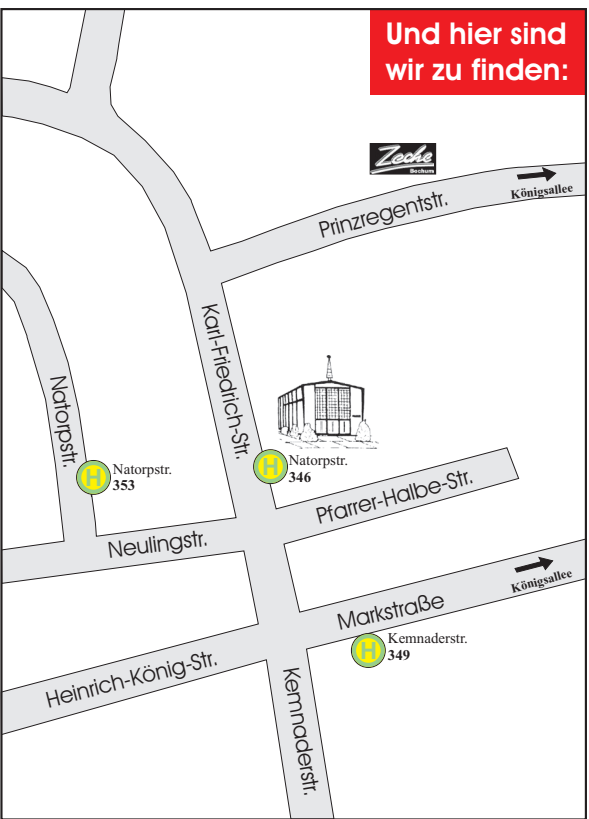 Und hier sind
wir zu finden:
Zeche
Bochum
Königsallee
Prinzregentstr.
Karl-Friedrich-Str.
Natorpstr.
H
Natorpstr.
353
H
Natorpstr.
346
Pfarrer-Halbe-Str.
Neulingstr.
Königsallee
Markstraße
H
Kemnaderstr.
349
Heinrich-König-Str.
Kemnaderstr.